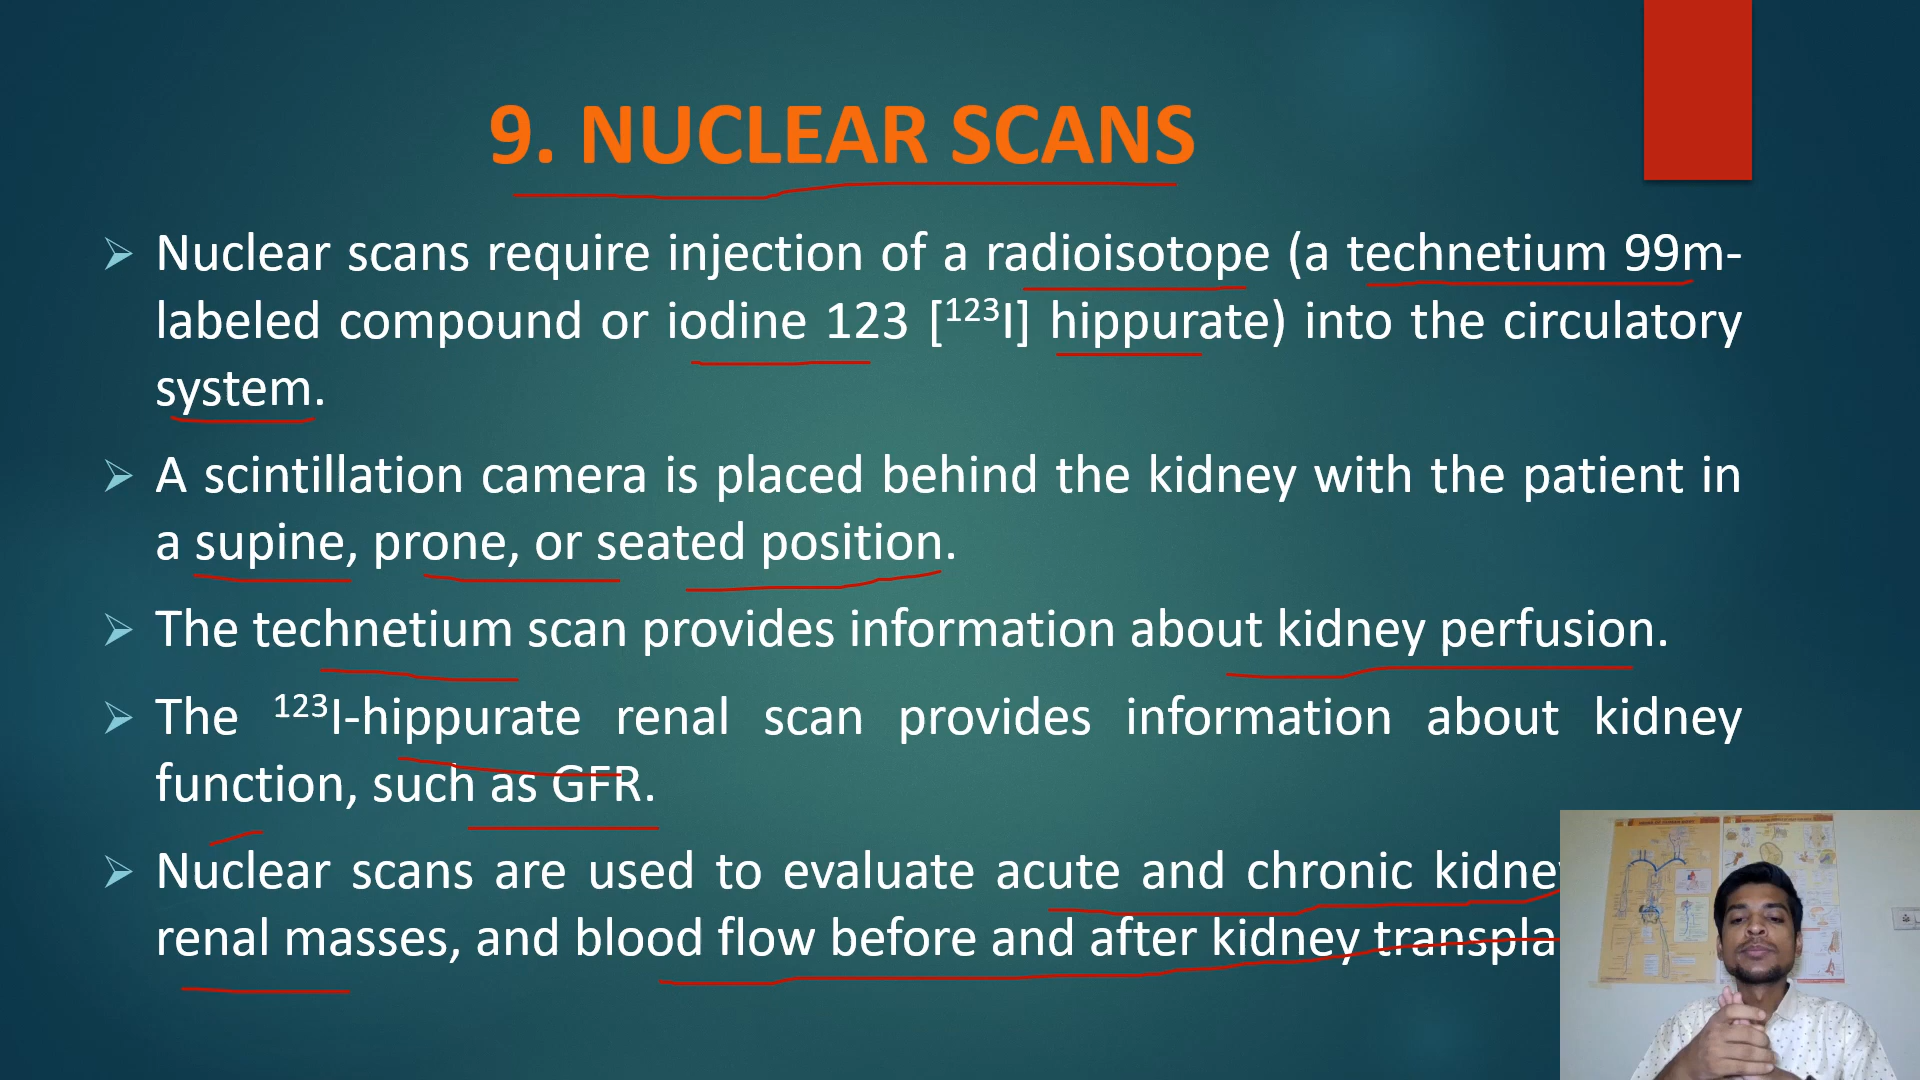 9. NUCLEAR SCANS
Nuclear scans require injection of a radioisotope (a technetium 99m-
labeled compound or iodine 123 [¹²³I] hippurate) into the circulatory
system.
A scintillation camera is placed behind the kidney with the patient in
a supine, prone, or seated position.
The technetium scan provides information about kidney perfusion.
The ¹²³I-hippurate renal scan provides information about kidney
function, such as GFR.
Nuclear scans are used to evaluate acute and chronic kidney
renal masses, and blood flow before and after kidney transpla